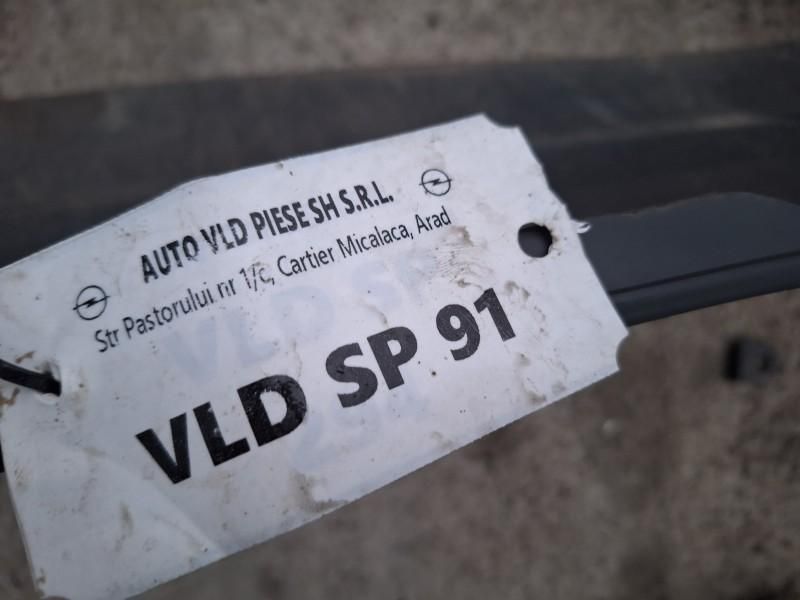 AUTO VLD PIESE SH S.R.L.
Str Pastorului nr 1/c, Cartier Micalaca, Arad
VLD SP 91